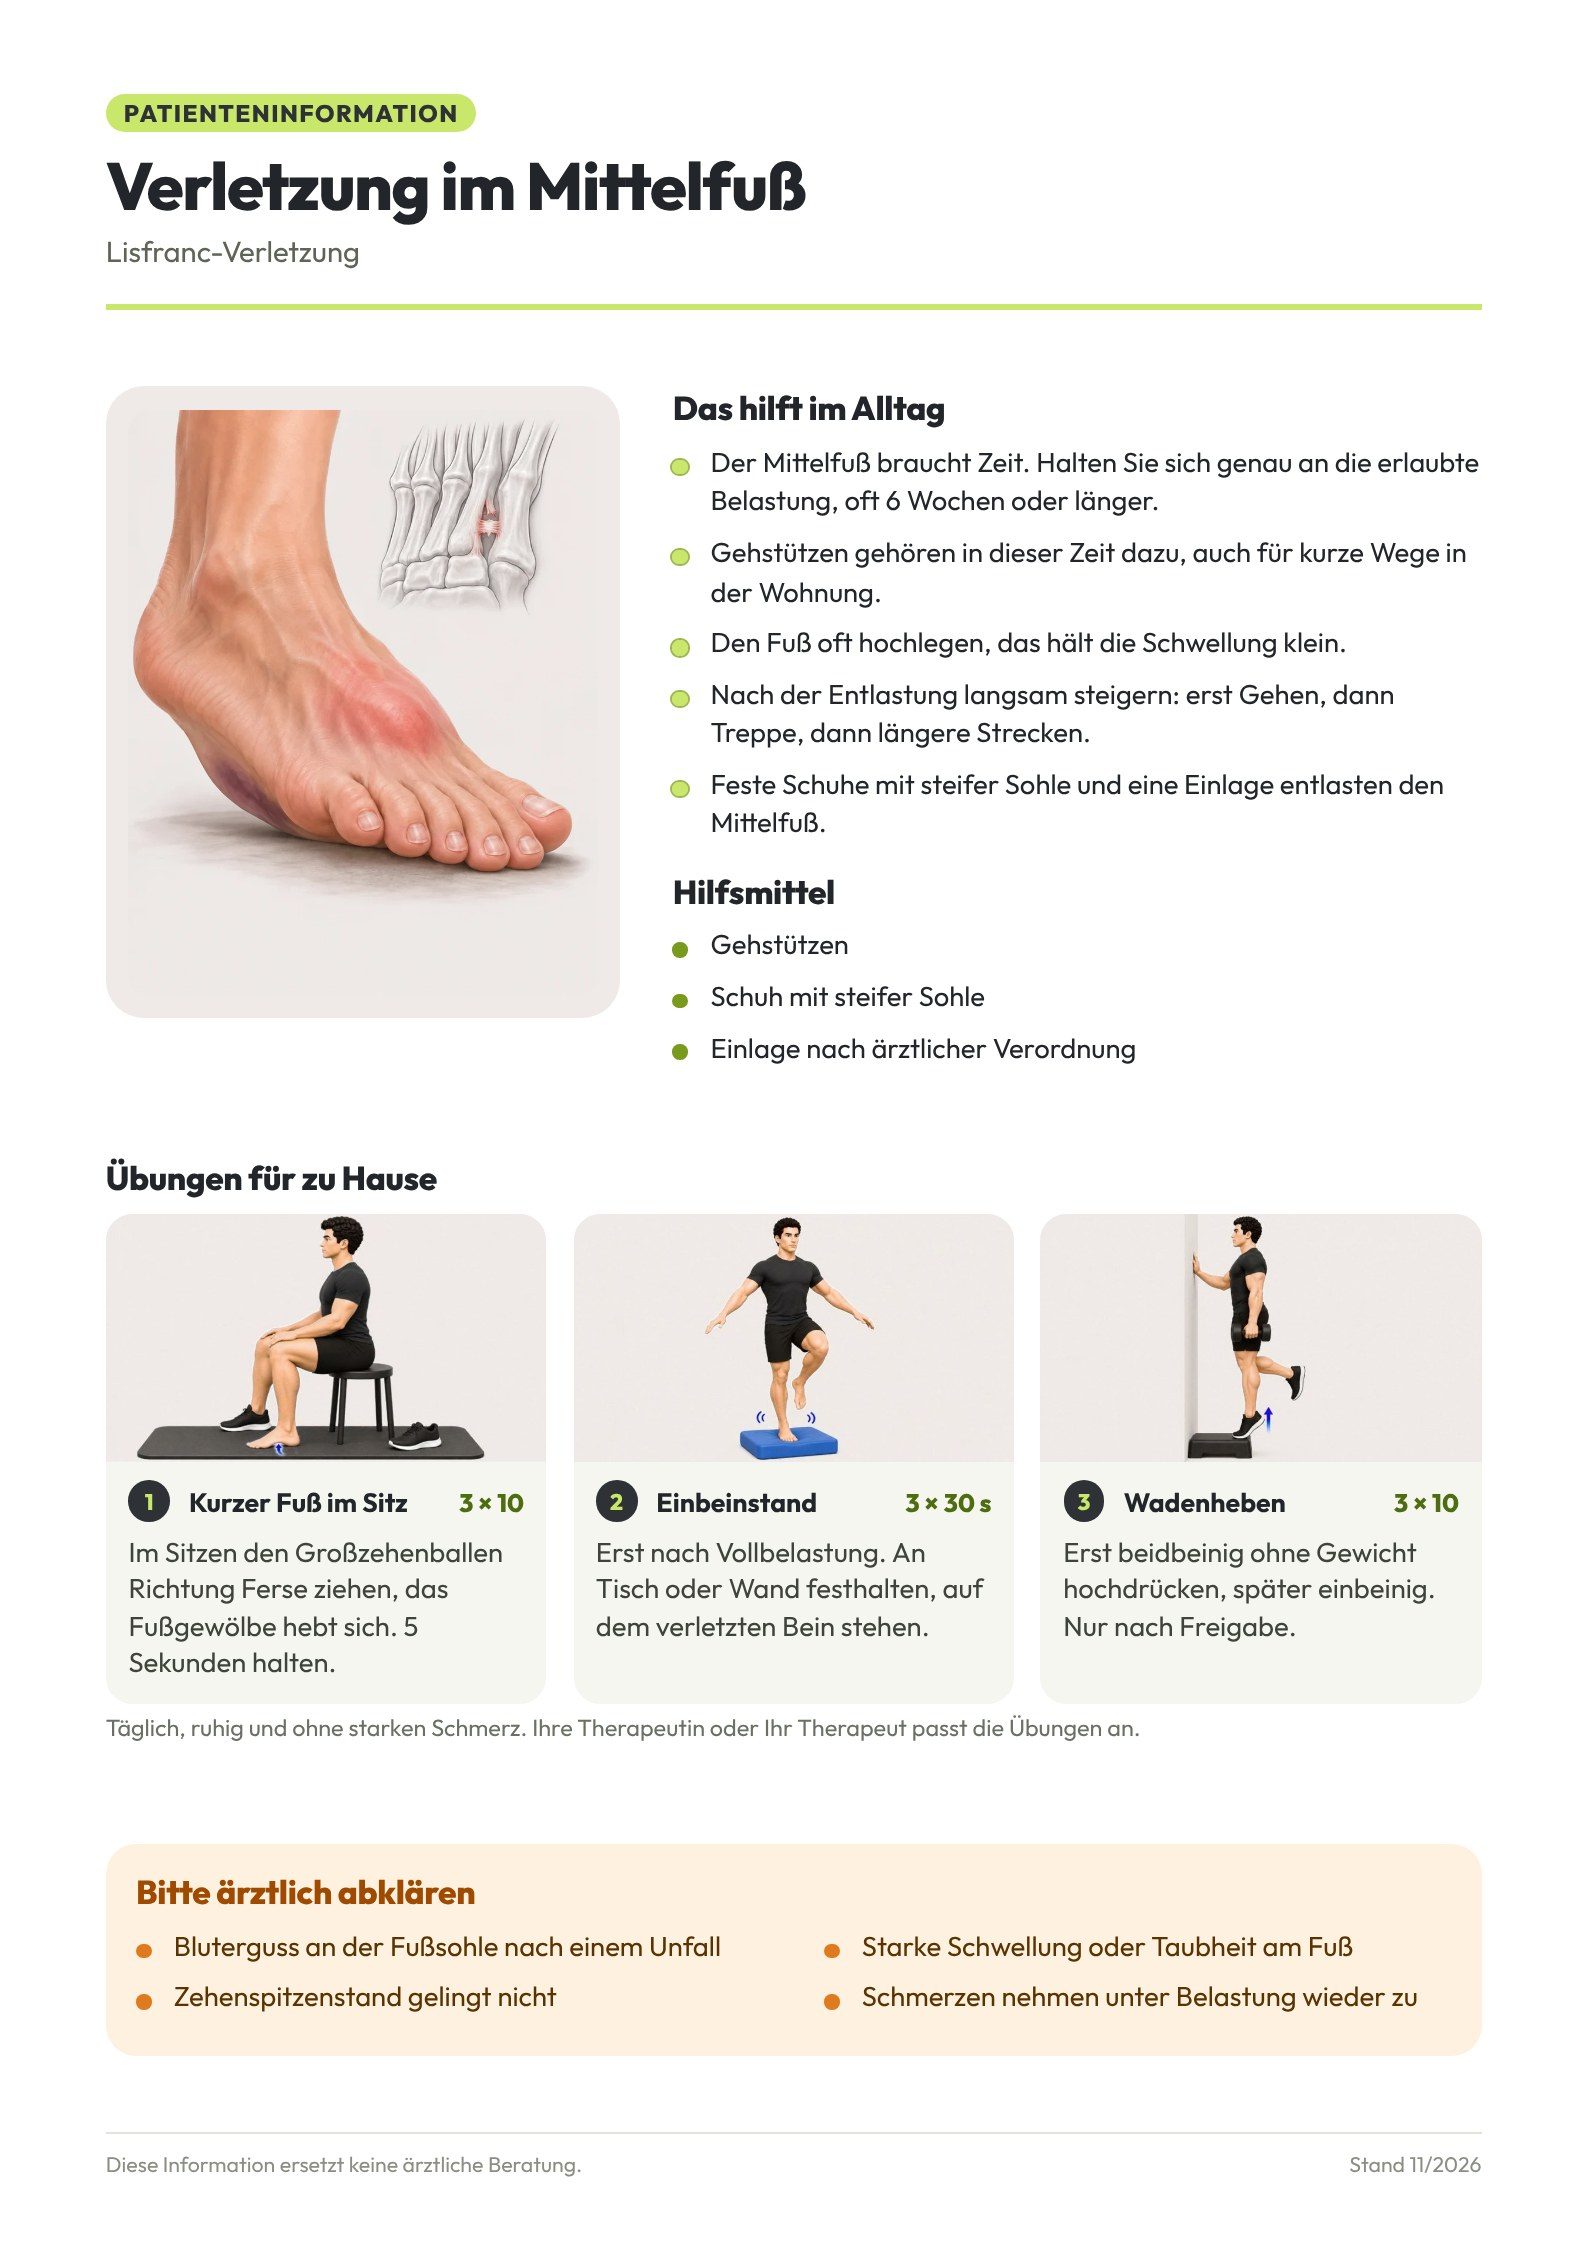 PATIENTENINFORMATION
Verletzung im Mittelfuß
Lisfranc-Verletzung
Das hilft im Alltag
Der Mittelfuß braucht Zeit. Halten Sie sich genau an die erlaubte
Belastung, oft 6 Wochen oder länger.
Gehstützen gehören in dieser Zeit dazu, auch für kurze Wege in
der Wohnung.
Den Fuß oft hochlegen, das hält die Schwellung klein.
Nach der Entlastung langsam steigern: erst Gehen, dann
Treppe, dann längere Strecken.
Feste Schuhe mit steifer Sohle und eine Einlage entlasten den
Mittelfuß.
Hilfsmittel
Gehstützen
Schuh mit steifer Sohle
Einlage nach ärztlicher Verordnung
Übungen für zu Hause
1 Kurzer Fuß im Sitz 3 × 10
Im Sitzen den Großzehenballen
Richtung Ferse ziehen, das
Fußgewölbe hebt sich. 5
Sekunden halten.
2 Einbeinstand 3 × 30 s
Erst nach Vollbelastung. An
Tisch oder Wand festhalten, auf
dem verletzten Bein stehen.
3 Wadenheben 3 × 10
Erst beidbeinig ohne Gewicht
hochdrücken, später einbeinig.
Nur nach Freigabe.
Täglich, ruhig und ohne starken Schmerz. Ihre Therapeutin oder Ihr Therapeut passt die Übungen an.
Bitte ärztlich abklären
Bluterguss an der Fußsohle nach einem Unfall
Zehenspitzenstand gelingt nicht
Starke Schwellung oder Taubheit am Fuß
Schmerzen nehmen unter Belastung wieder zu
Diese Information ersetzt keine ärztliche Beratung.
Stand 11/2026